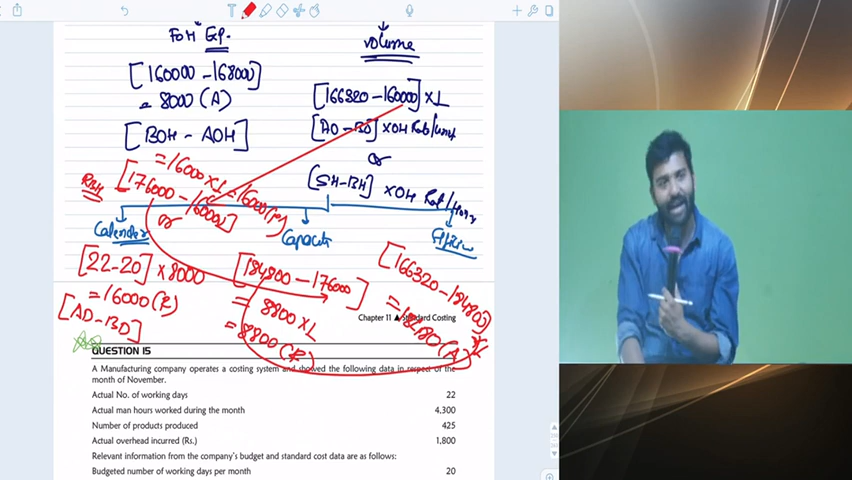 FOH Exp.
[160000 - 168000]
= 8000 (A)
[BOH - AOH]
Volume
[166320 - 160000] × 1
[AO - BO] × OH Rate/unit
or
[SH - BH] × OH Rate/Hour
RBH
= 16000 × 1 = 16000 (F)
[176000 - 160000]
or
Calender
[22-20] × 8000
= 16000 (F)
[AD - BD]
Capacity
[184800 - 176000]
= 8800 × 1
= 8800 (F)
[166320 - 184800]
= 18480 (A)
Chapter 11 ▲ Standard Costing
QUESTION 15
A Manufacturing company operates a costing system and showed the following data in respect of the
month of November.
Actual No. of working days 22
Actual man hours worked during the month 4,300
Number of products produced 425
Actual overhead incurred (Rs.) 1,800
Relevant information from the company's budget and standard cost data are as follows:
Budgeted number of working days per month 20